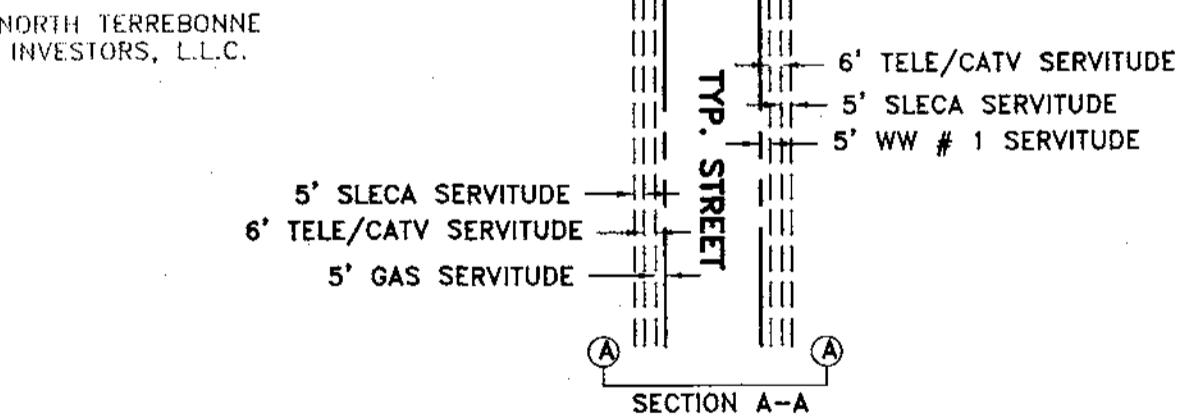 NORTH TERREBONNE
INVESTORS, L.L.C.
6' TELE/CATV SERVITUDE
5' SLECA SERVITUDE
5' WW # 1 SERVITUDE
TYP. STREET
5' SLECA SERVITUDE
6' TELE/CATV SERVITUDE
5' GAS SERVITUDE
A A
SECTION A-A